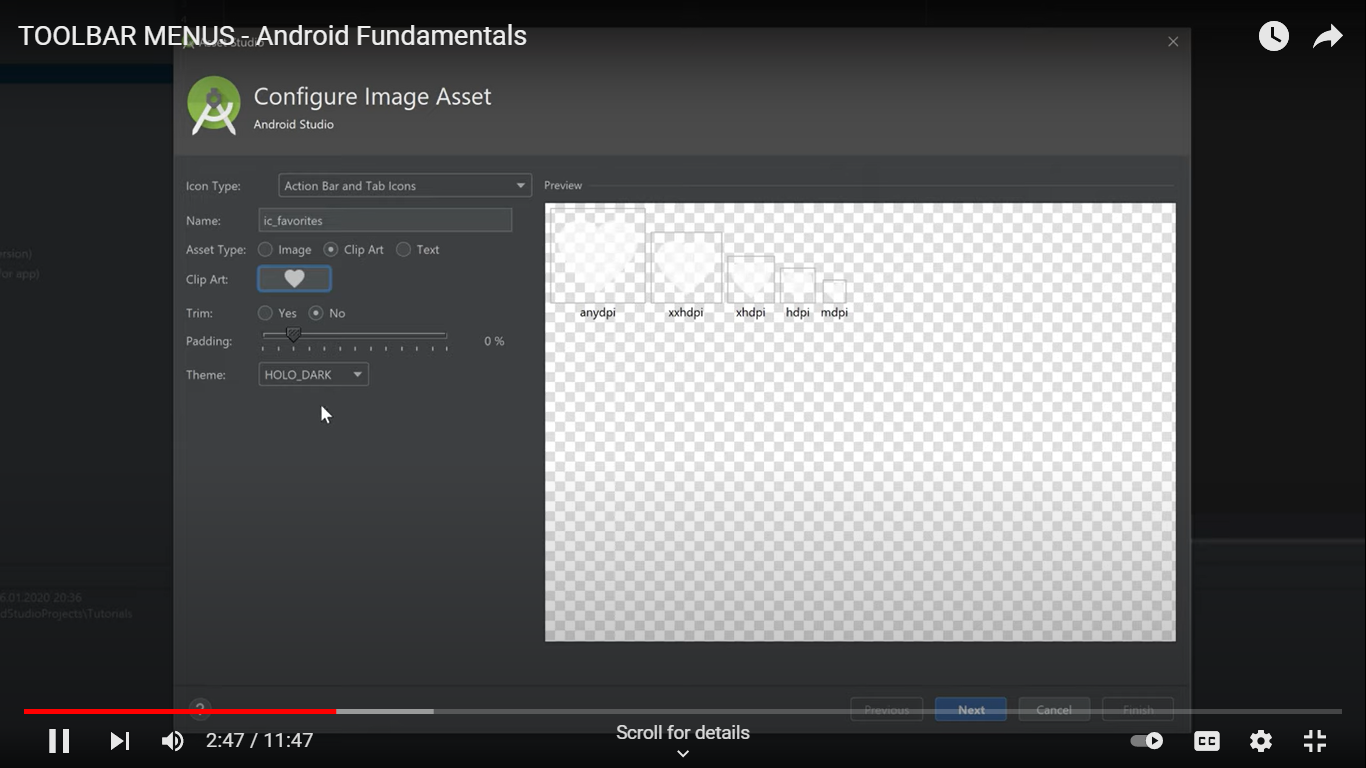 TOOLBAR MENUS - Android Fundamentals
Asset Studio
Configure Image Asset
Android Studio
Icon Type: Action Bar and Tab Icons
Preview
Name: ic_favorites
Asset Type: Image Clip Art Text
Clip Art:
anydpi xxhdpi xhdpi hdpi mdpi
Trim: Yes No
Padding: 0 %
Theme: HOLO_DARK
ersion)
for app)
6.01.2020 20:36
dStudioProjects\Tutorials
?
Previous Next Cancel Finish
2:47 / 11:47
Scroll for details
CC